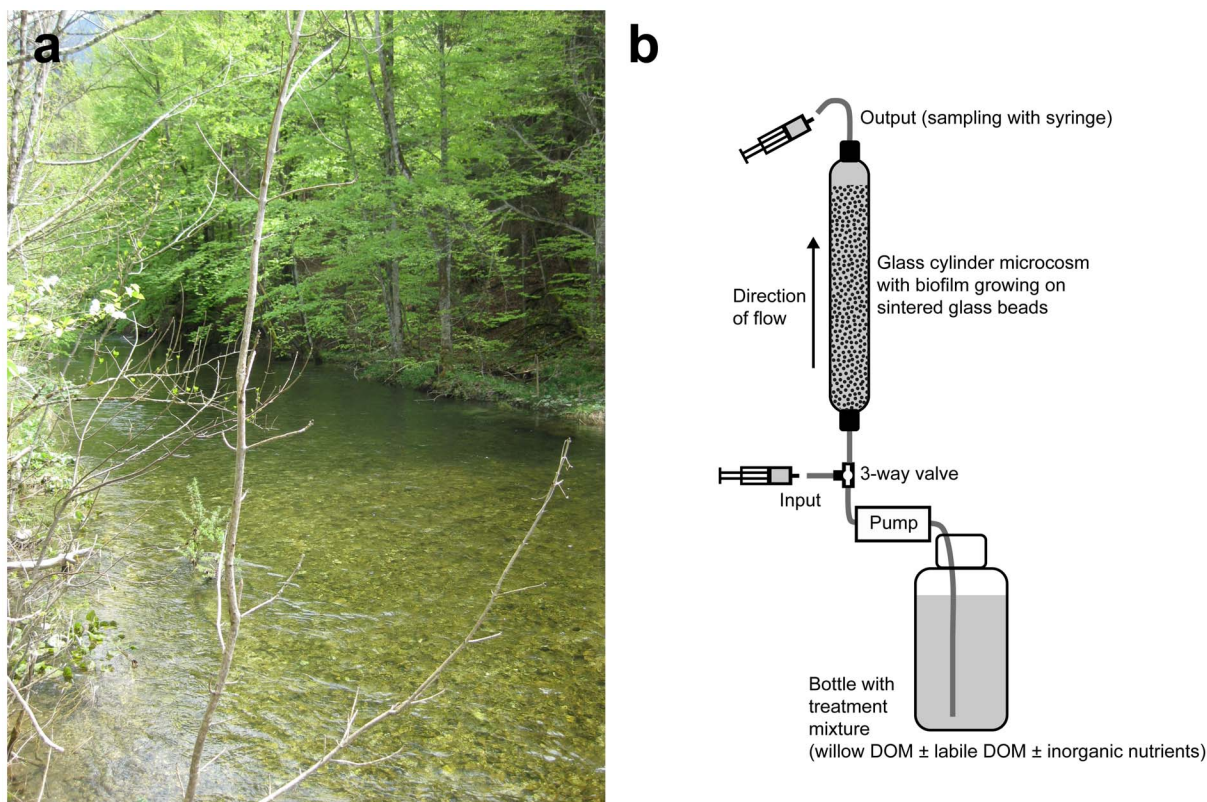 a
b
Output (sampling with syringe)
Glass cylinder microcosm
with biofilm growing on
sintered glass beads
Direction
of flow
3-way valve
Input
Pump
Bottle with
treatment
mixture
(willow DOM ± labile DOM ± inorganic nutrients)